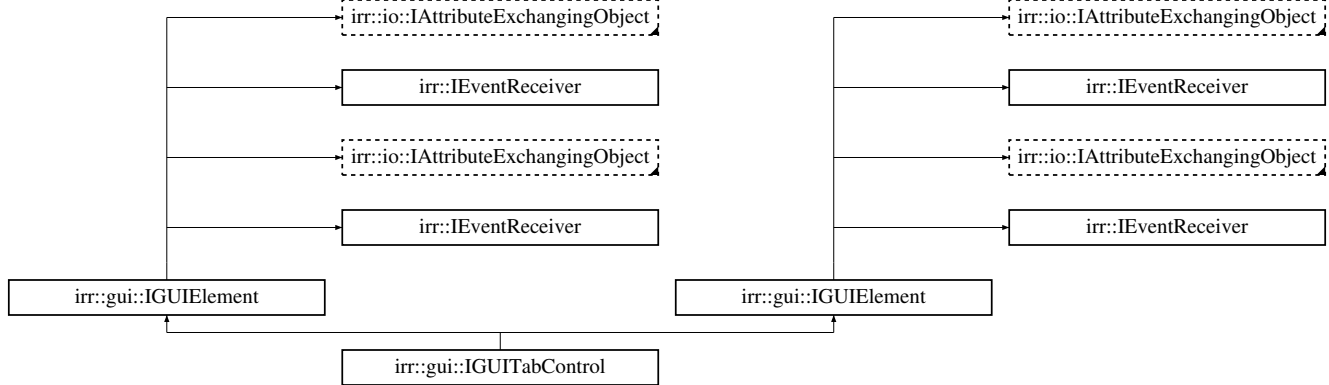 irr::io::IAttributeExchangingObject irr::io::IAttributeExchangingObject
irr::IEventReceiver irr::IEventReceiver
irr::io::IAttributeExchangingObject irr::io::IAttributeExchangingObject
irr::IEventReceiver irr::IEventReceiver
irr::gui::IGUIElement irr::gui::IGUIElement
irr::gui::IGUITabControl